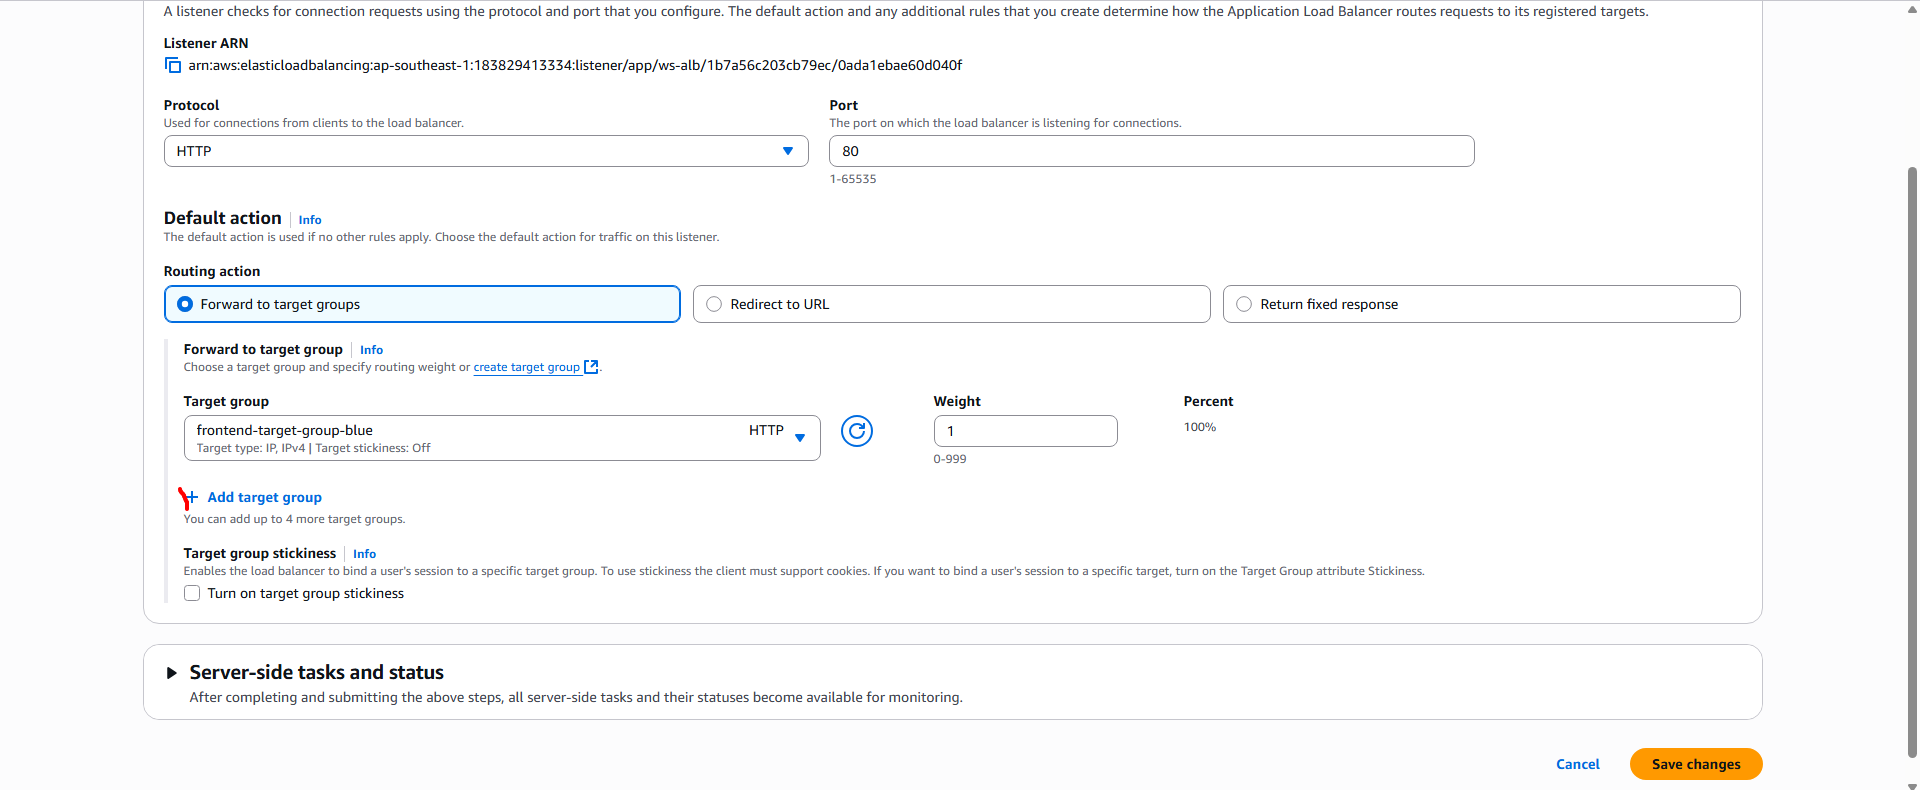 A listener checks for connection requests using the protocol and port that you configure. The default action and any additional rules that you create determine how the Application Load Balancer routes requests to its registered targets.
Listener ARN
arn:aws:elasticloadbalancing:ap-southeast-1:183829413334:listener/app/ws-alb/1b7a56c203cb79ec/0ada1ebae60d040f
Protocol
Used for connections from clients to the load balancer.
HTTP
Port
The port on which the load balancer is listening for connections.
80
1-65535
Default action Info
The default action is used if no other rules apply. Choose the default action for traffic on this listener.
Routing action
Forward to target groups
Redirect to URL
Return fixed response
Forward to target group Info
Choose a target group and specify routing weight or create target group.
Target group
frontend-target-group-blue HTTP
Target type: IP, IPv4 | Target stickiness: Off
Weight
1
0-999
Percent
100%
+ Add target group
You can add up to 4 more target groups.
Target group stickiness Info
Enables the load balancer to bind a user's session to a specific target group. To use stickiness the client must support cookies. If you want to bind a user's session to a specific target, turn on the Target Group attribute Stickiness.
Turn on target group stickiness
Server-side tasks and status
After completing and submitting the above steps, all server-side tasks and their statuses become available for monitoring.
Cancel
Save changes